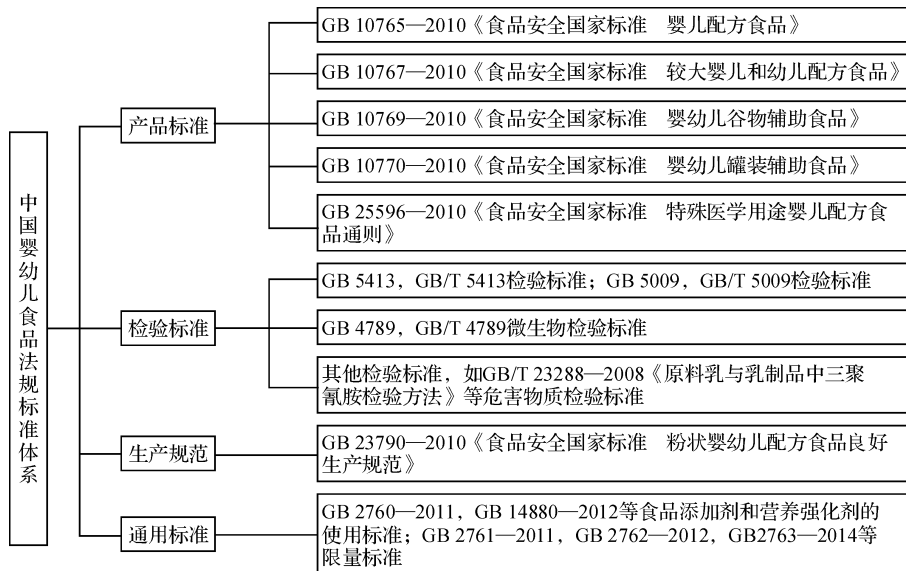 中国婴幼儿食品法规标准体系
产品标准
GB 10765—2010《食品安全国家标准　婴儿配方食品》
GB 10767—2010《食品安全国家标准　较大婴儿和幼儿配方食品》
GB 10769—2010《食品安全国家标准　婴幼儿谷物辅助食品》
GB 10770—2010《食品安全国家标准　婴幼儿罐装辅助食品》
GB 25596—2010《食品安全国家标准　特殊医学用途婴儿配方食
品通则》
检验标准
GB 5413，GB/T 5413检验标准；GB 5009，GB/T 5009检验标准
GB 4789，GB/T 4789微生物检验标准
其他检验标准，如GB/T 23288—2008《原料乳与乳制品中三聚
氰胺检验方法》等危害物质检验标准
生产规范
GB 23790—2010《食品安全国家标准　粉状婴幼儿配方食品良好
生产规范》
通用标准
GB 2760—2011，GB 14880—2012等食品添加剂和营养强化剂的
使用标准；GB 2761—2011，GB 2762—2012，GB2763—2014等
限量标准